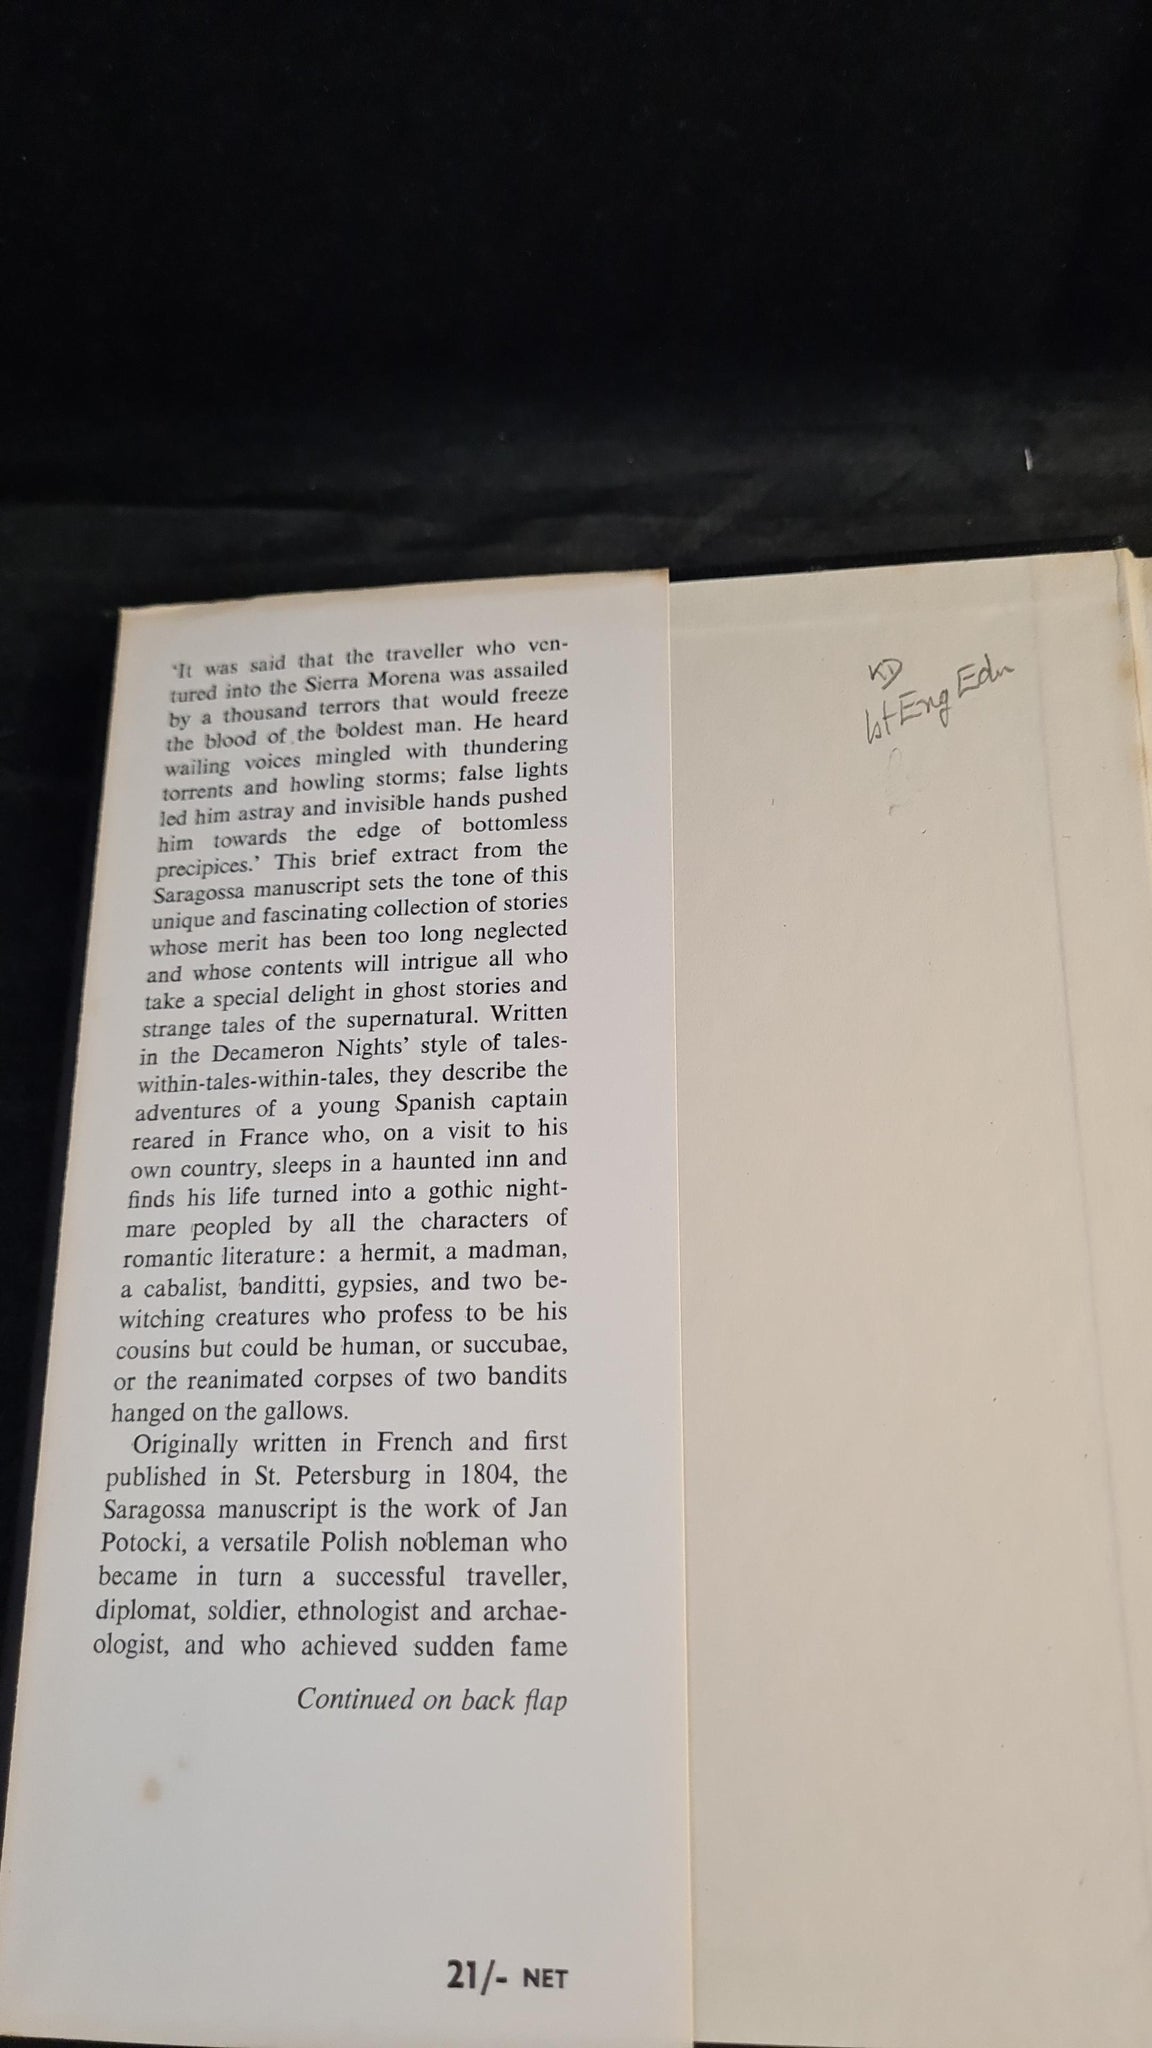 'It was said that the traveller who ven-
tured into the Sierra Morena was assailed
by a thousand terrors that would freeze
the blood of the boldest man. He heard
wailing voices mingled with thundering
torrents and howling storms; false lights
led him astray and invisible hands pushed
him towards the edge of bottomless
precipices.' This brief extract from the
Saragossa manuscript sets the tone of this
unique and fascinating collection of stories
whose merit has been too long neglected
and whose contents will intrigue all who
take a special delight in ghost stories and
strange tales of the supernatural. Written
in the Decameron Nights' style of tales-
within-tales-within-tales, they describe the
adventures of a young Spanish captain
reared in France who, on a visit to his
own country, sleeps in a haunted inn and
finds his life turned into a gothic night-
mare peopled by all the characters of
romantic literature: a hermit, a madman,
a cabalist, banditti, gypsies, and two be-
witching creatures who profess to be his
cousins but could be human, or succubae,
or the reanimated corpses of two bandits
hanged on the gallows.
Originally written in French and first
published in St. Petersburg in 1804, the
Saragossa manuscript is the work of Jan
Potocki, a versatile Polish nobleman who
became in turn a successful traveller,
diplomat, soldier, ethnologist and archae-
ologist, and who achieved sudden fame
Continued on back flap
21/- NET
KD
1st Eng Edn